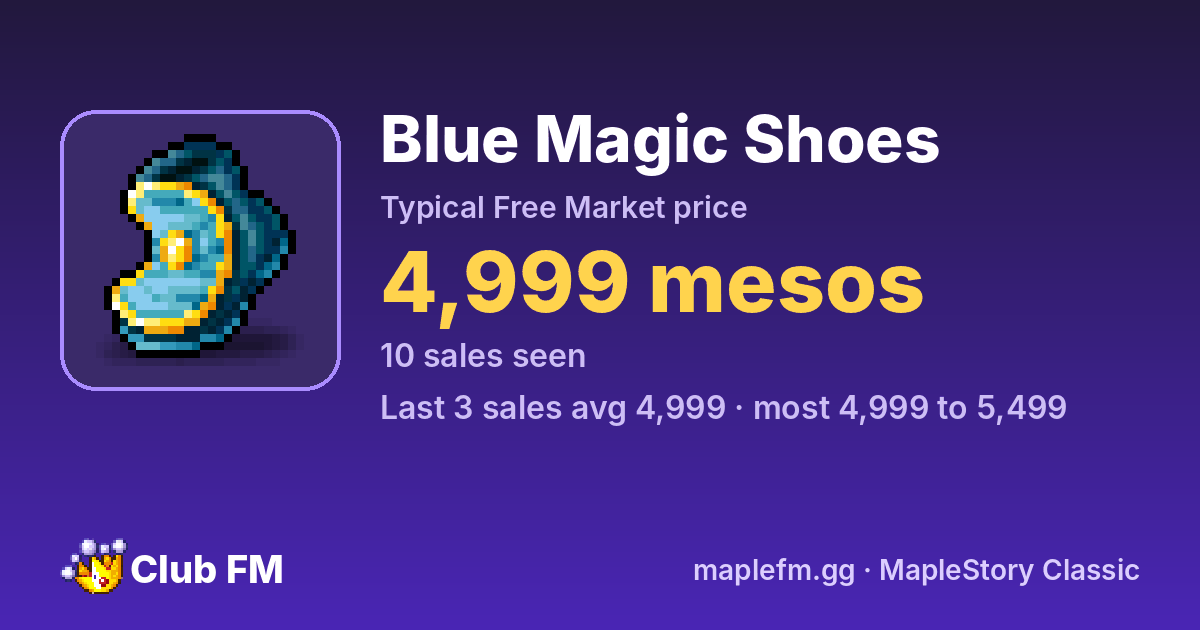 Blue Magic Shoes
Typical Free Market price
4,999 mesos
10 sales seen
Last 3 sales avg 4,999 · most 4,999 to 5,499
Club FM
maplefm.gg · MapleStory Classic